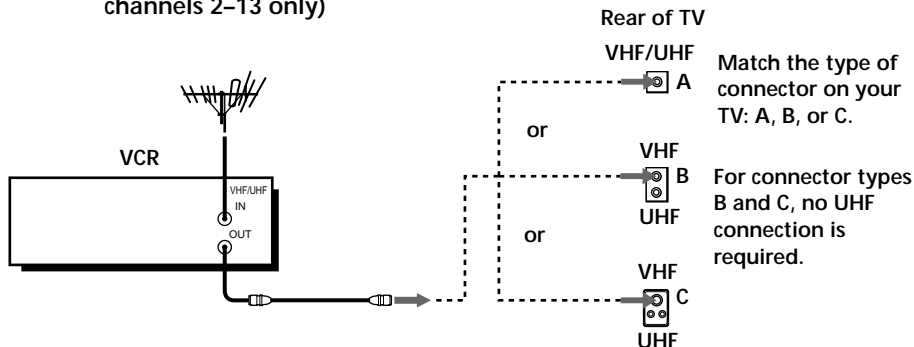 channels 2–13 only)
Rear of TV
VHF/UHF
A
Match the type of
connector on your
TV: A, B, or C.
or
VCR
VHF/UHF
IN
OUT
VHF
B
UHF
For connector types
B and C, no UHF
connection is
required.
or
VHF
C
UHF